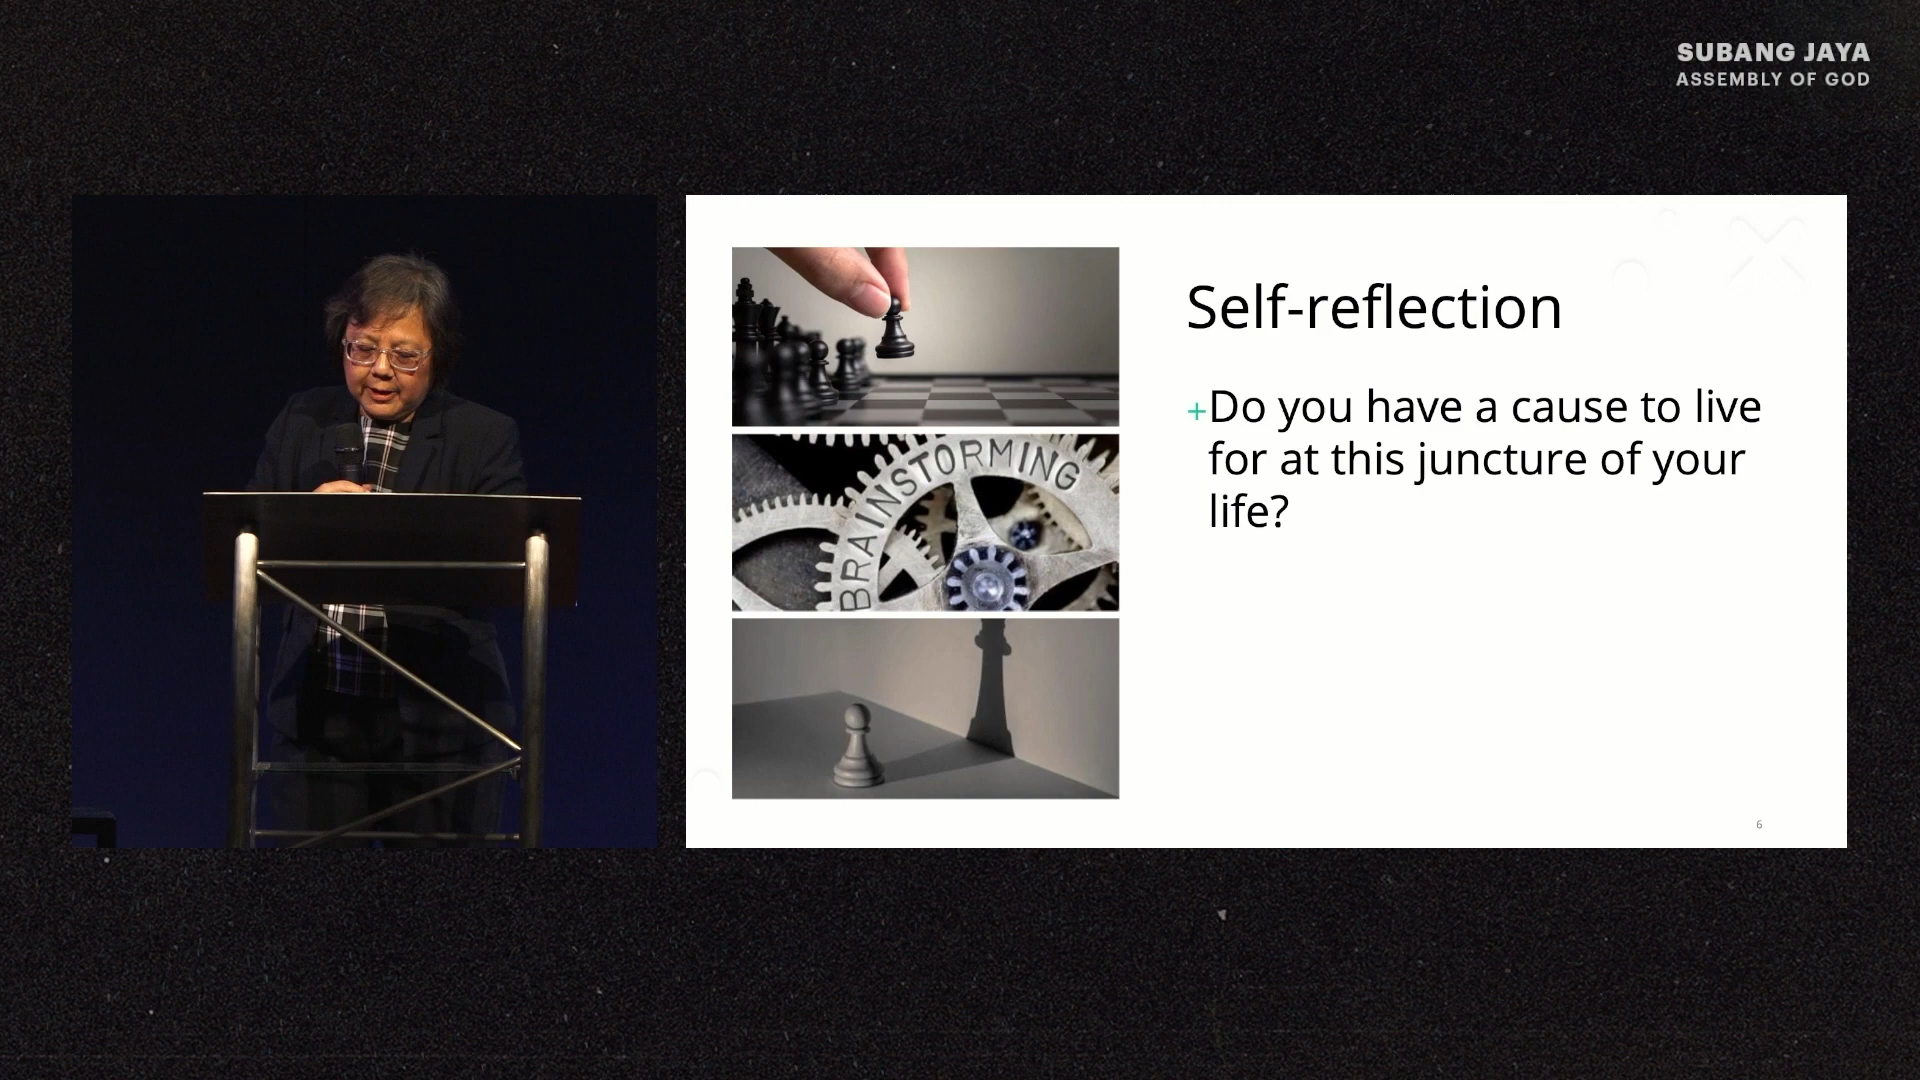 SUBANG JAYA
ASSEMBLY OF GOD
BRAINSTORMING
Self-reflection
+Do you have a cause to live
for at this juncture of your
life?
6